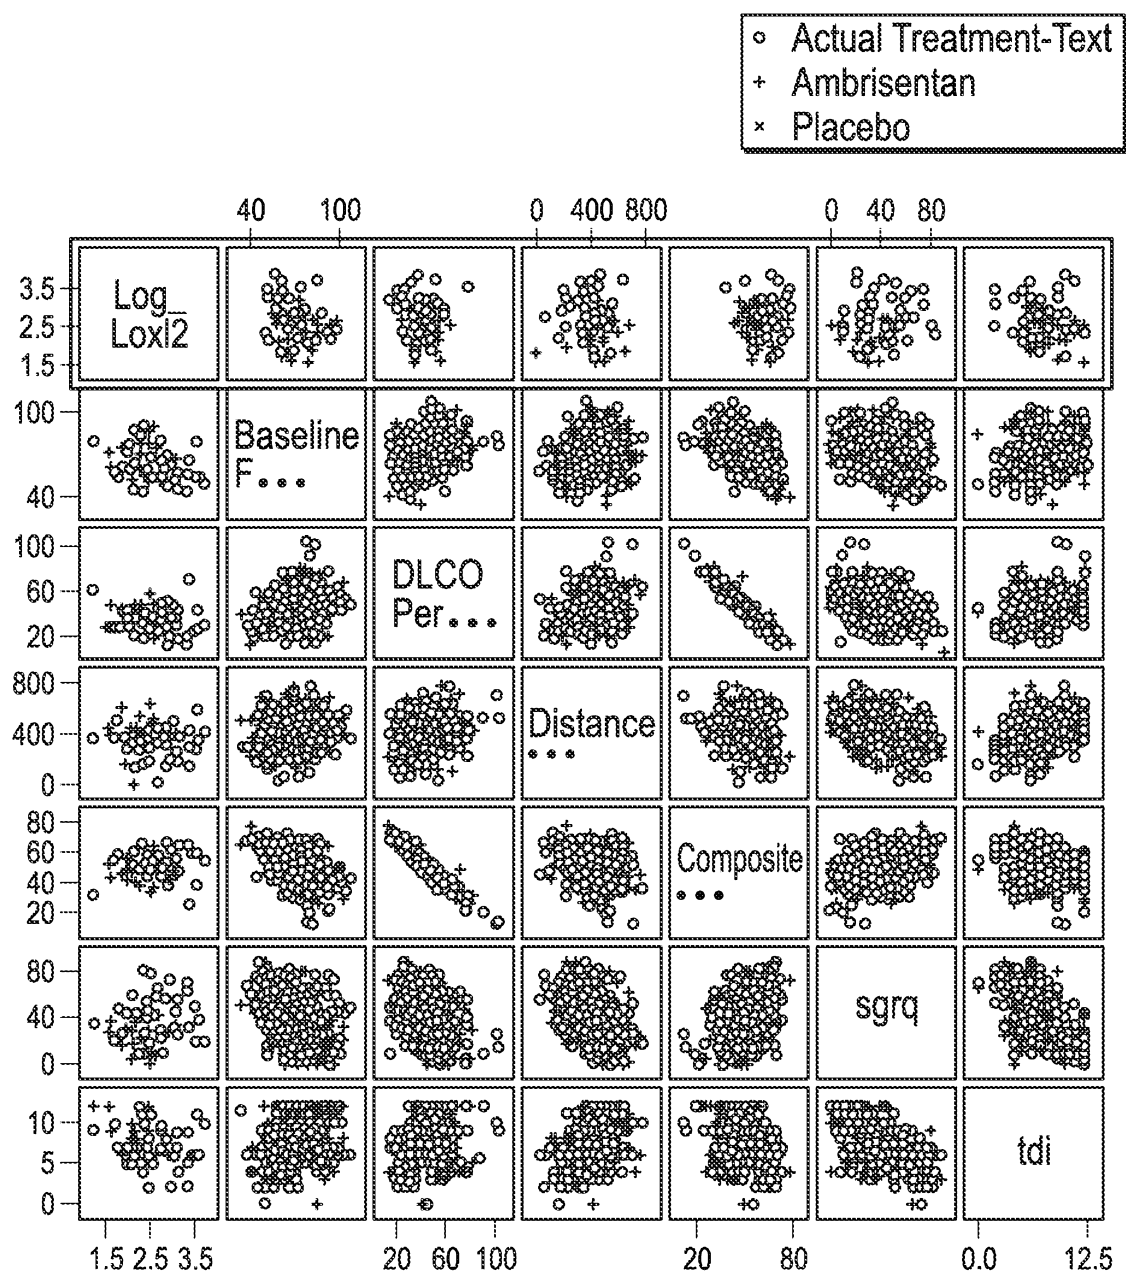 Actual Treatment-Text
Ambrisentan
Placebo
40 100 0 400 800 0 40 80
3.5
2.5
1.5
Log_
Loxl2
100
40
Baseline
F...
100
60
20
DLCO
Per...
800
400
0
Distance
...
80
60
40
20
Composite
...
80
40
0
sgrq
10
5
0
tdi
1.5 2.5 3.5 20 60 100 20 80 0.0 12.5